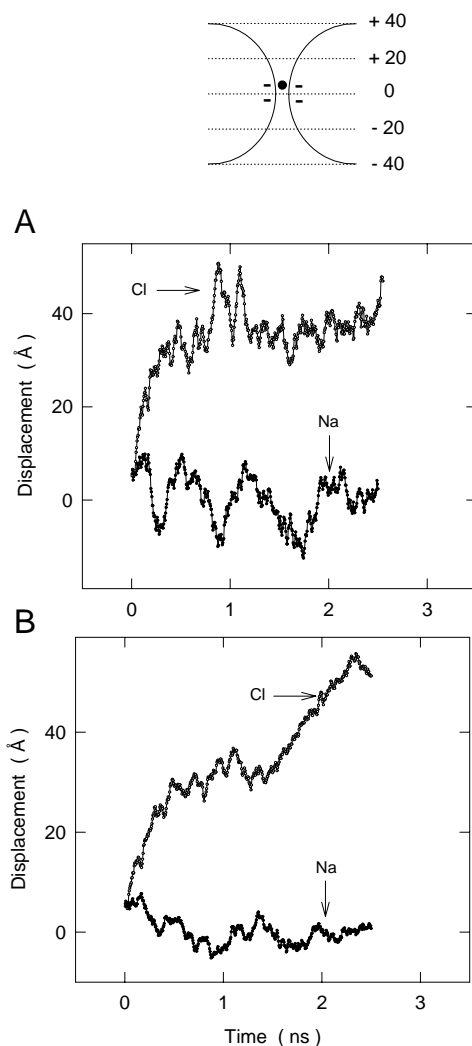 + 40
+ 20
0
- 20
- 40
A
Cl
Na
Displacement ( Å )
40
20
0
0 1 2 3
B
Cl
Na
Displacement ( Å )
40
20
0
0 1 2 3
Time ( ns )